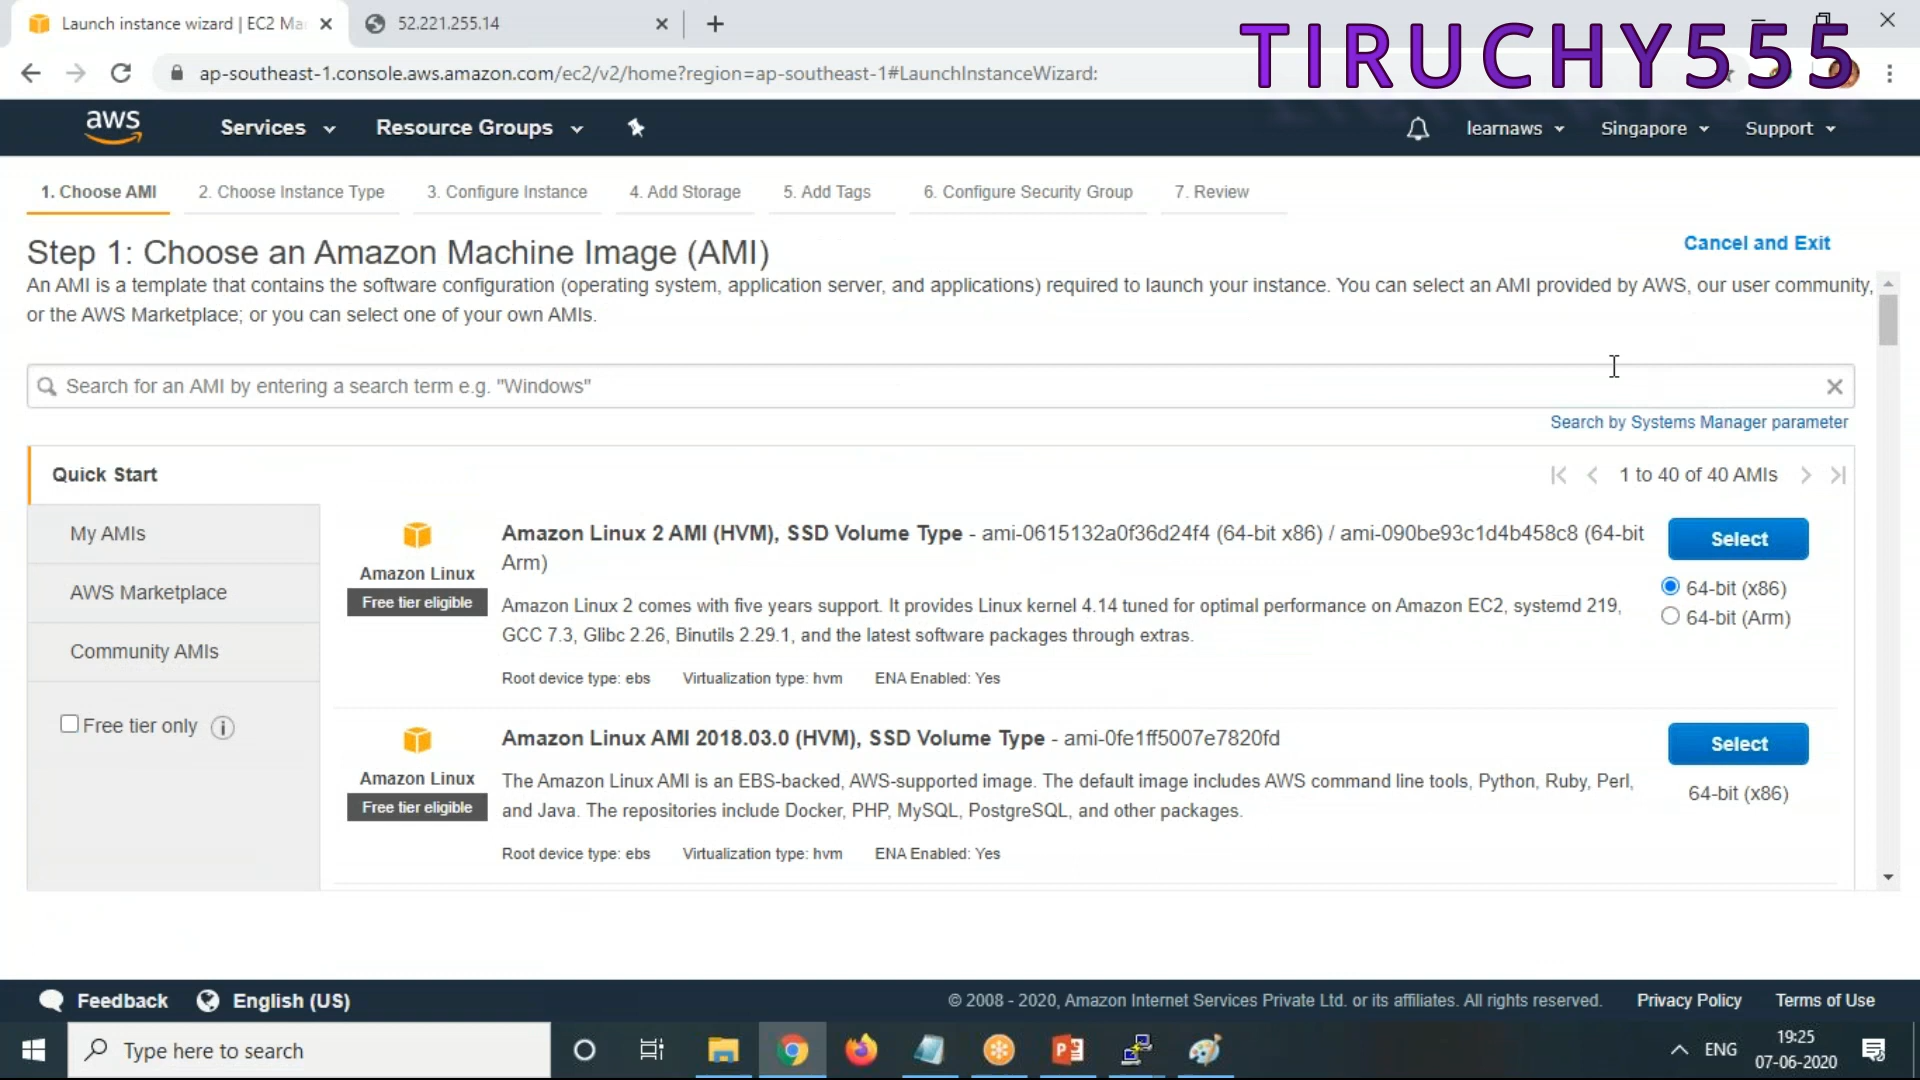 Launch instance wizard | EC2 Ma
52.221.255.14
TIRUCHY555
ap-southeast-1.console.aws.amazon.com/ec2/v2/home?region=ap-southeast-1#LaunchInstanceWizard:
aws
Services
Resource Groups
learnaws
Singapore
Support
1. Choose AMI
2. Choose Instance Type
3. Configure Instance
4. Add Storage
5. Add Tags
6. Configure Security Group
7. Review
Step 1: Choose an Amazon Machine Image (AMI)
Cancel and Exit
An AMI is a template that contains the software configuration (operating system, application server, and applications) required to launch your instance. You can select an AMI provided by AWS, our user community,
or the AWS Marketplace; or you can select one of your own AMIs.
Search for an AMI by entering a search term e.g. "Windows"
Search by Systems Manager parameter
Quick Start
1 to 40 of 40 AMIs
My AMIs
AWS Marketplace
Community AMIs
Free tier only
Amazon Linux
Free tier eligible
Amazon Linux 2 AMI (HVM), SSD Volume Type - ami-0615132a0f36d24f4 (64-bit x86) / ami-090be93c1d4b458c8 (64-bit
Arm)
Amazon Linux 2 comes with five years support. It provides Linux kernel 4.14 tuned for optimal performance on Amazon EC2, systemd 219,
GCC 7.3, Glibc 2.26, Binutils 2.29.1, and the latest software packages through extras.
Root device type: ebs
Virtualization type: hvm
ENA Enabled: Yes
Select
64-bit (x86)
64-bit (Arm)
Amazon Linux
Free tier eligible
Amazon Linux AMI 2018.03.0 (HVM), SSD Volume Type - ami-0fe1ff5007e7820fd
The Amazon Linux AMI is an EBS-backed, AWS-supported image. The default image includes AWS command line tools, Python, Ruby, Perl,
and Java. The repositories include Docker, PHP, MySQL, PostgreSQL, and other packages.
Root device type: ebs
Virtualization type: hvm
ENA Enabled: Yes
Select
64-bit (x86)
Feedback
English (US)
© 2008 - 2020, Amazon Internet Services Private Ltd. or its affiliates. All rights reserved.
Privacy Policy
Terms of Use
Type here to search
ENG
19:25
07-06-2020